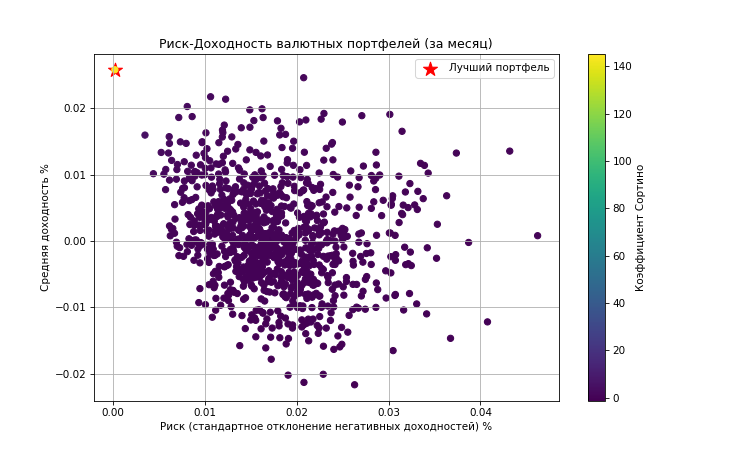 Риск-Доходность валютных портфелей (за месяц)
Лучший портфель
Средняя доходность %
0.02
0.01
0.00
−0.01
−0.02
0.00 0.01 0.02 0.03 0.04
Риск (стандартное отклонение негативных доходностей) %
140
120
100
80
60
40
20
0
Коэффициент Сортино